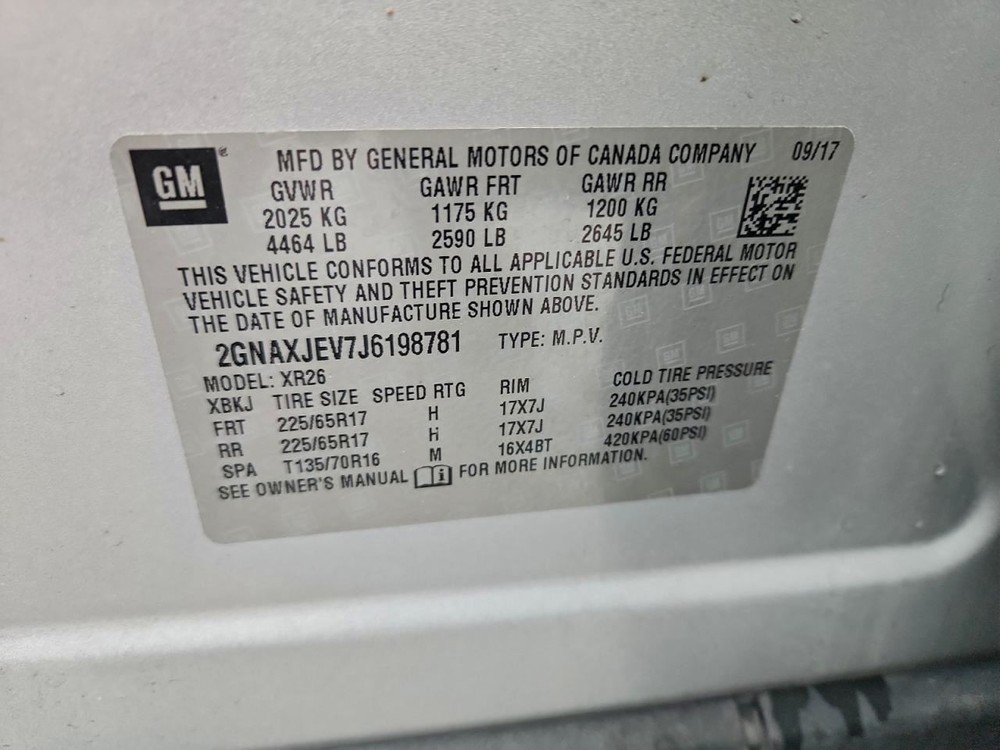 GM ® MFD BY GENERAL MOTORS OF CANADA COMPANY 09/17
GVWR GAWR FRT GAWR RR
2025 KG 1175 KG 1200 KG
4464 LB 2590 LB 2645 LB
THIS VEHICLE CONFORMS TO ALL APPLICABLE U.S. FEDERAL MOTOR
VEHICLE SAFETY AND THEFT PREVENTION STANDARDS IN EFFECT ON
THE DATE OF MANUFACTURE SHOWN ABOVE.
2GNAXJEV7J6198781 TYPE: M.P.V.
MODEL: XR26
XBKJ TIRE SIZE SPEED RTG RIM COLD TIRE PRESSURE
FRT 225/65R17 H 17X7J 240KPA(35PSI)
RR 225/65R17 H 17X7J 240KPA(35PSI)
SPA T135/70R16 M 16X4BT 420KPA(60PSI)
SEE OWNER'S MANUAL i FOR MORE INFORMATION.